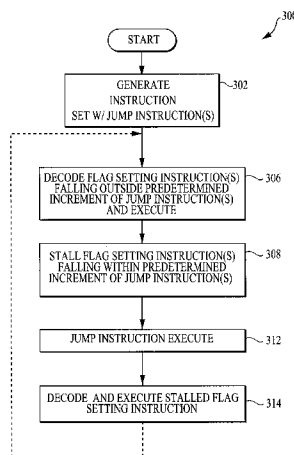 300
START
GENERATE
INSTRUCTION
SET W/ JUMP INSTRUCTION(S)
302
DECODE FLAG SETTING INSTRUCTION(S)
FALLING OUTSIDE PREDETERMINED
INCREMENT OF JUMP INSTRUCTION(S)
AND EXECUTE
306
STALL FLAG SETTING INSTRUCTION(S)
FALLING WITHIN PREDETERMINED
INCREMENT OF JUMP INSTRUCTION(S)
308
JUMP INSTRUCTION EXECUTE
312
DECODE AND EXECUTE STALLED FLAG
SETTING INSTRUCTION
314